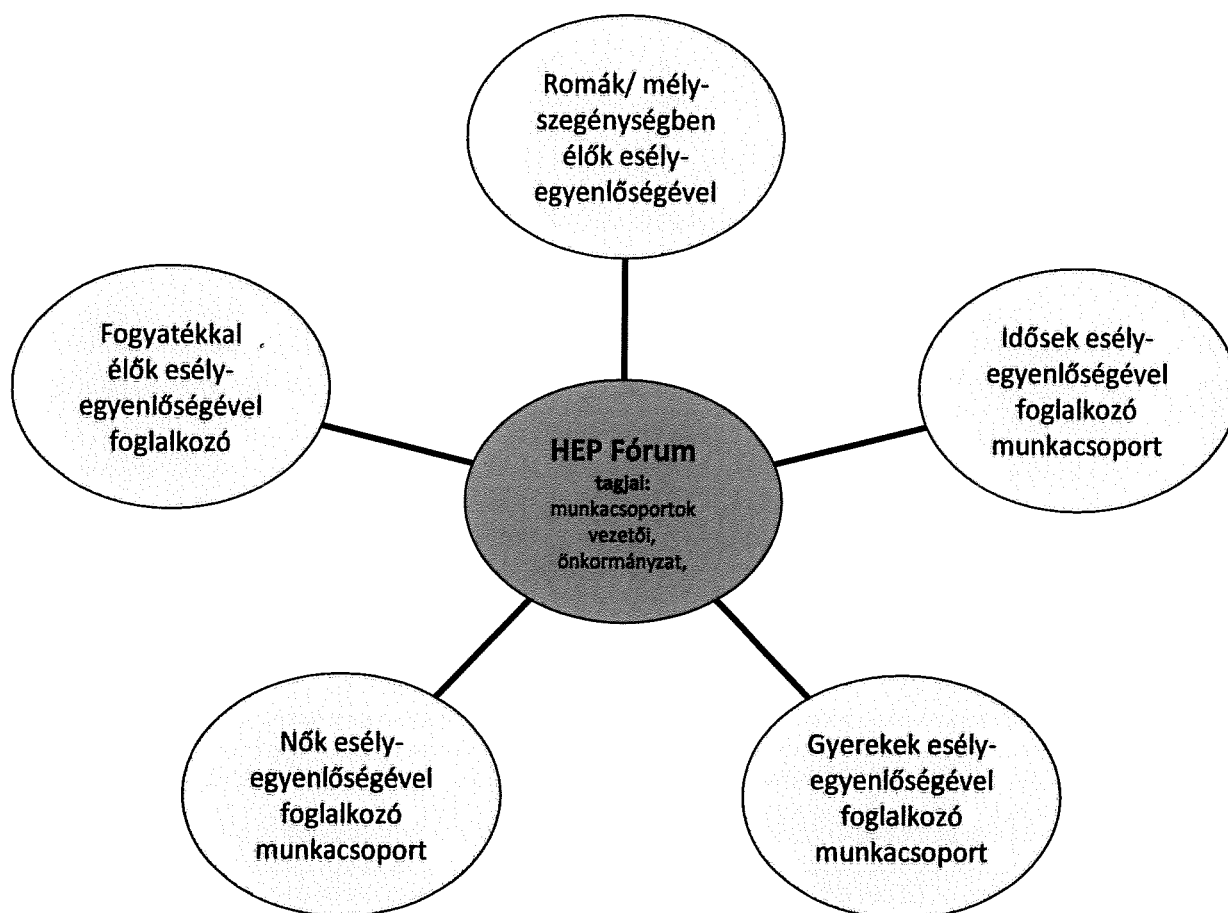 Romák/ mély-
szegénységben
élők esély-
egyenlőségével
Fogyatékkal
élők esély-
egyenlőségével
foglalkozó
Idősek esély-
egyenlőségével
foglalkozó
munkacsoport
HEP Fórum
tagjai:
munkacsoportok
vezetői,
önkormányzat,
Nők esély-
egyenlőségével
foglalkozó
munkacsoport
Gyerekek esély-
egyenlőségével
foglalkozó
munkacsoport